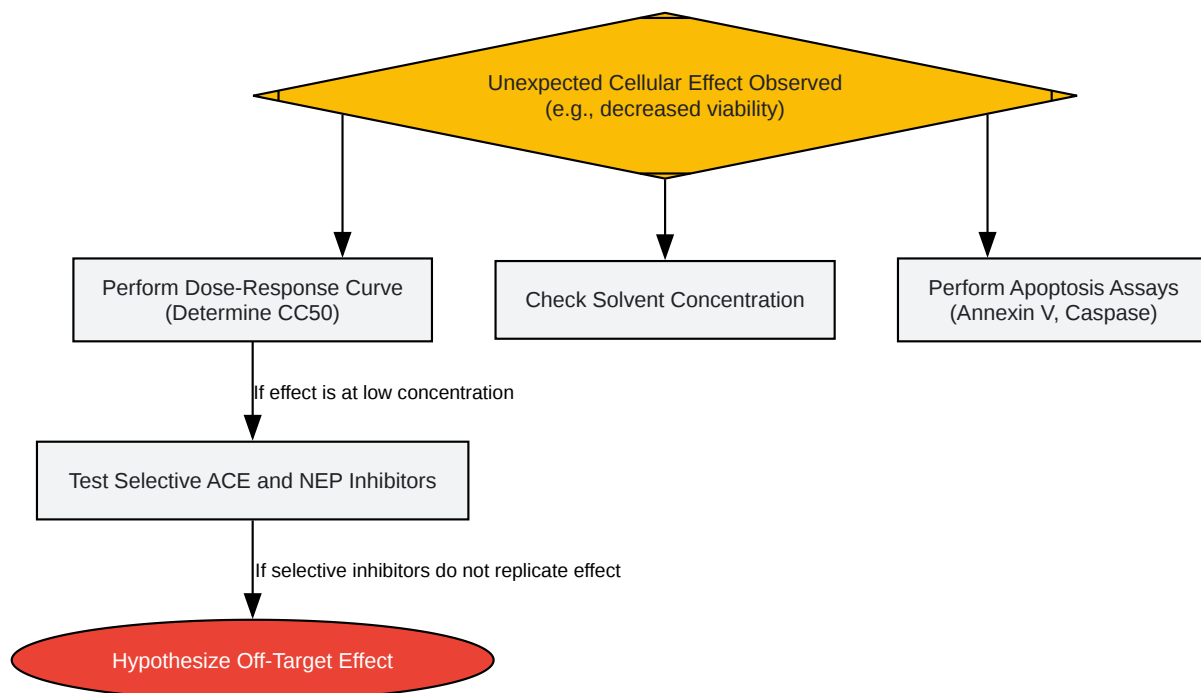 Unexpected Cellular Effect Observed
(e.g., decreased viability)
Perform Dose-Response Curve
(Determine CC50)
Check Solvent Concentration
Perform Apoptosis Assays
(Annexin V, Caspase)
If effect is at low concentration
Test Selective ACE and NEP Inhibitors
If selective inhibitors do not replicate effect
Hypothesize Off-Target Effect